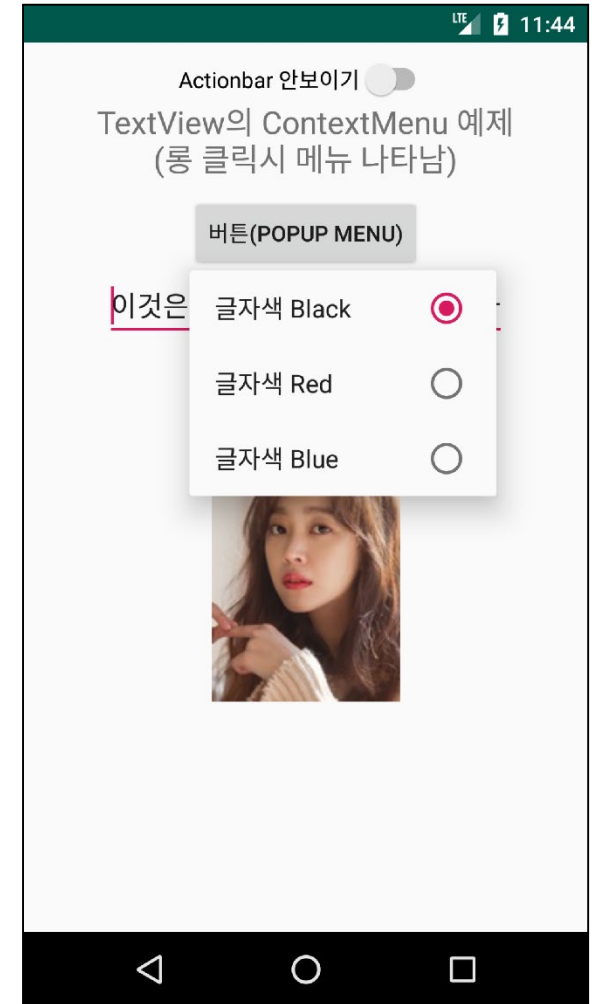 LTE 11:44
Actionbar 안보이기
TextView의 ContextMenu 예제
(롱 클릭시 메뉴 나타남)
버튼(POPUP MENU)
이것은
글자색 Black
글자색 Red
글자색 Blue